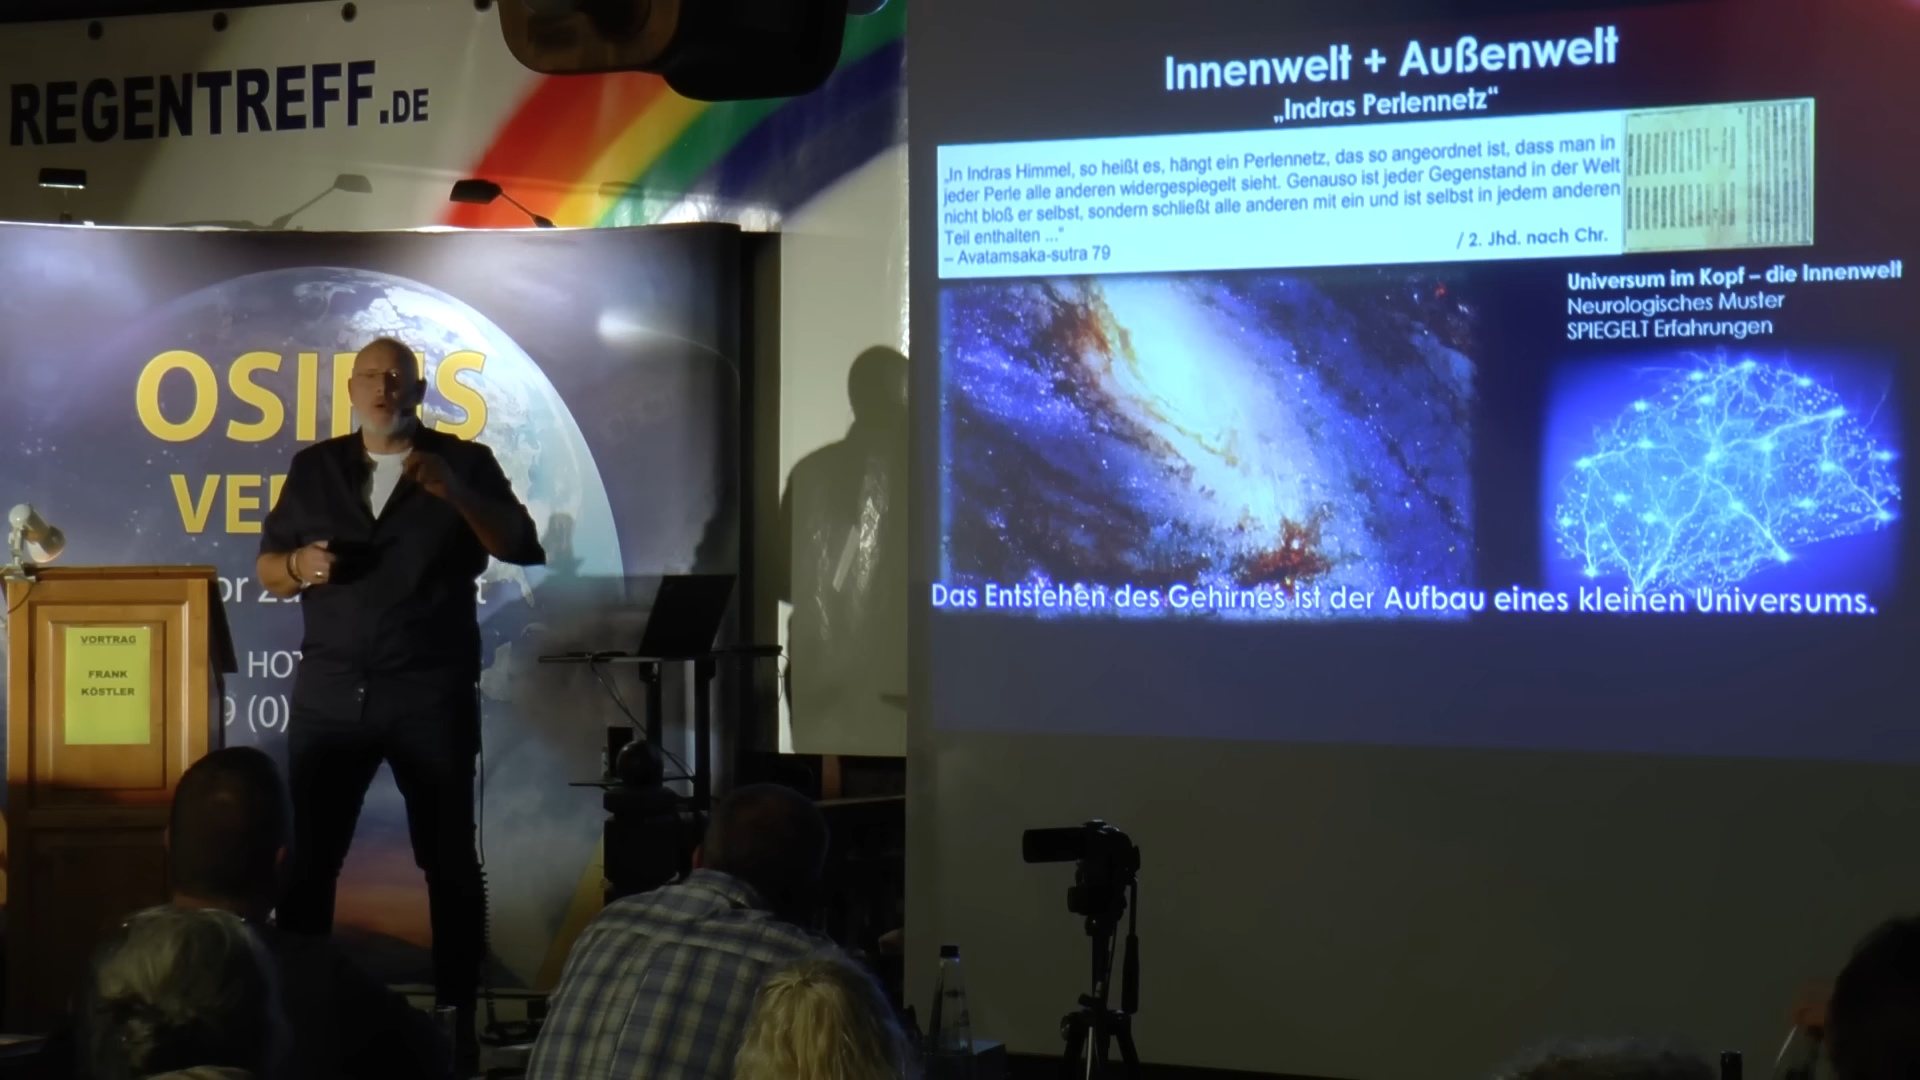 REGENTREFF.DE
OSIRIS
VORTRAG
FRANK
KÖSTLER
HOT
9 (0)
Innenwelt + Außenwelt
„Indras Perlennetz“
„In Indras Himmel, so heißt es, hängt ein Perlennetz, das so angeordnet ist, dass man in
jeder Perle alle anderen widergespiegelt sieht. Genauso ist jeder Gegenstand in der Welt
nicht bloß er selbst, sondern schließt alle anderen mit ein und ist selbst in jedem anderen
Teil enthalten ..."
– Avatamsaka-sutra 79 / 2. Jhd. nach Chr.
Universum im Kopf – die Innenwelt
Neurologisches Muster
SPIEGELT Erfahrungen
Das Entstehen des Gehirnes ist der Aufbau eines kleinen Universums.